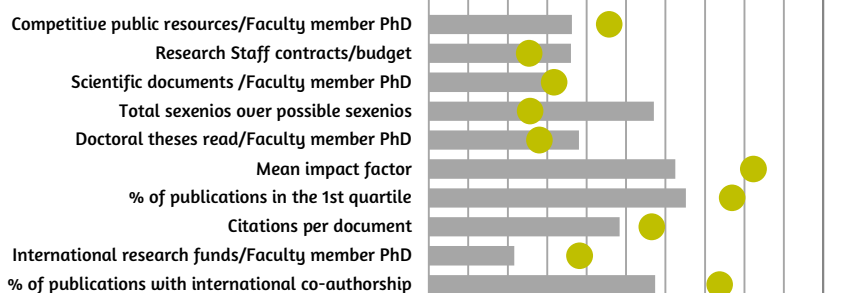 Competitive public resources/Faculty member PhD
Research Staff contracts/budget
Scientific documents /Faculty member PhD
Total sexenios over possible sexenios
Doctoral theses read/Faculty member PhD
Mean impact factor
% of publications in the 1st quartile
Citations per document
International research funds/Faculty member PhD
% of publications with international co-authorship